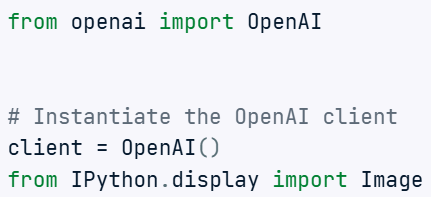 from openai import OpenAI
# Instantiate the OpenAI client
client = OpenAI()
from IPython.display import Image